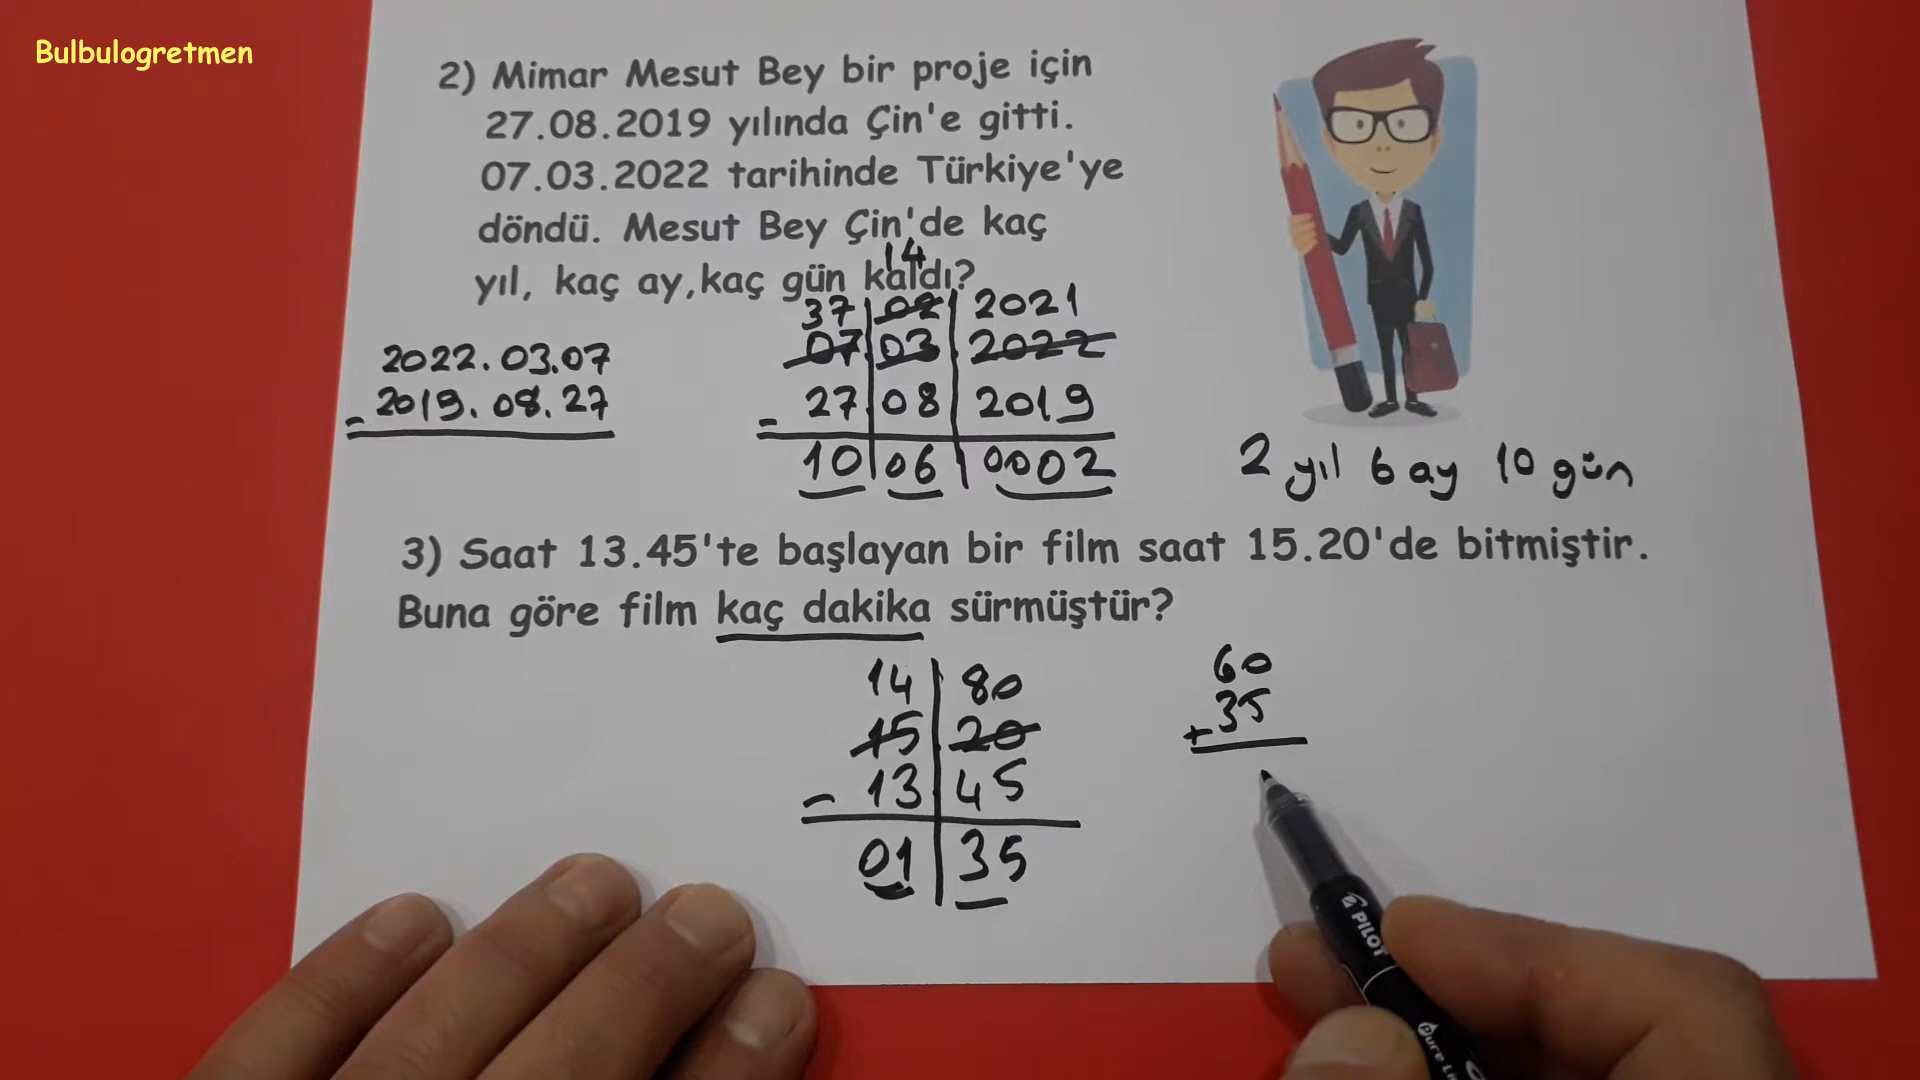 Bulbulogretmen
2) Mimar Mesut Bey bir proje için
27.08.2019 yılında Çin'e gitti.
07.03.2022 tarihinde Türkiye'ye
döndü. Mesut Bey Çin'de kaç
yıl, kaç ay,kaç gün kaldı?
14
37 02 2021
07 03 2022
- 27 08 2019
10 06 0002
2022.03.07
- 2019.08.27
2 yıl 6 ay 10 gün
3) Saat 13.45'te başlayan bir film saat 15.20'de bitmiştir.
Buna göre film kaç dakika sürmüştür?
14 80
15 20
- 13 45
01 35
60
+ 35
PILOT